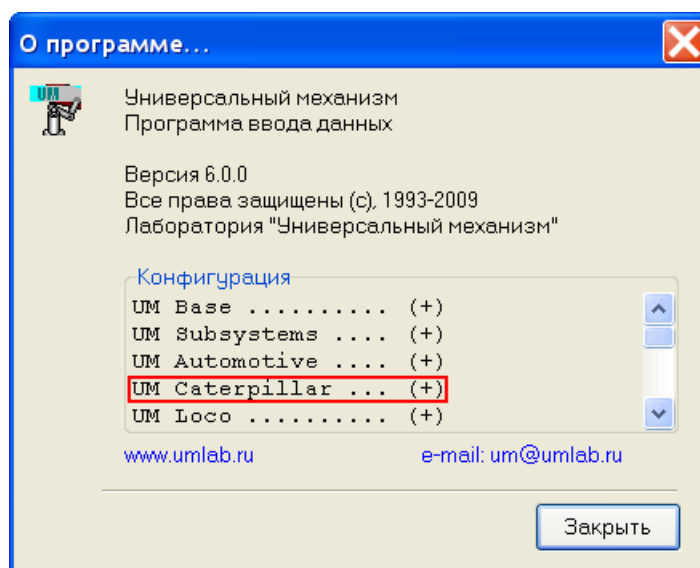 О программе...
UM
Универсальный механизм
Программа ввода данных
Версия 6.0.0
Все права защищены (с), 1993-2009
Лаборатория "Универсальный механизм"
Конфигурация
UM Base .......... (+)
UM Subsystems .... (+)
UM Automotive .... (+)
UM Caterpillar ... (+)
UM Loco .......... (+)
www.umlab.ru e-mail: um@umlab.ru
Закрыть